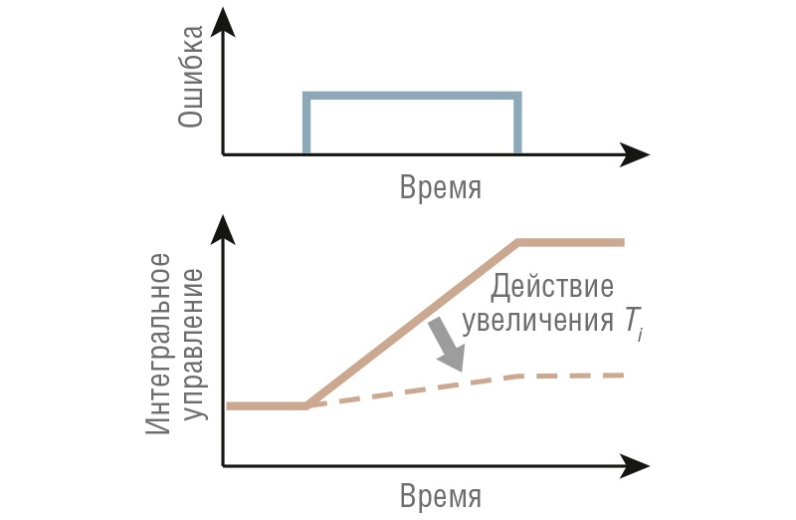 Ошибка
Время
Интегральное
управление
Действие
увеличения Ti
Время